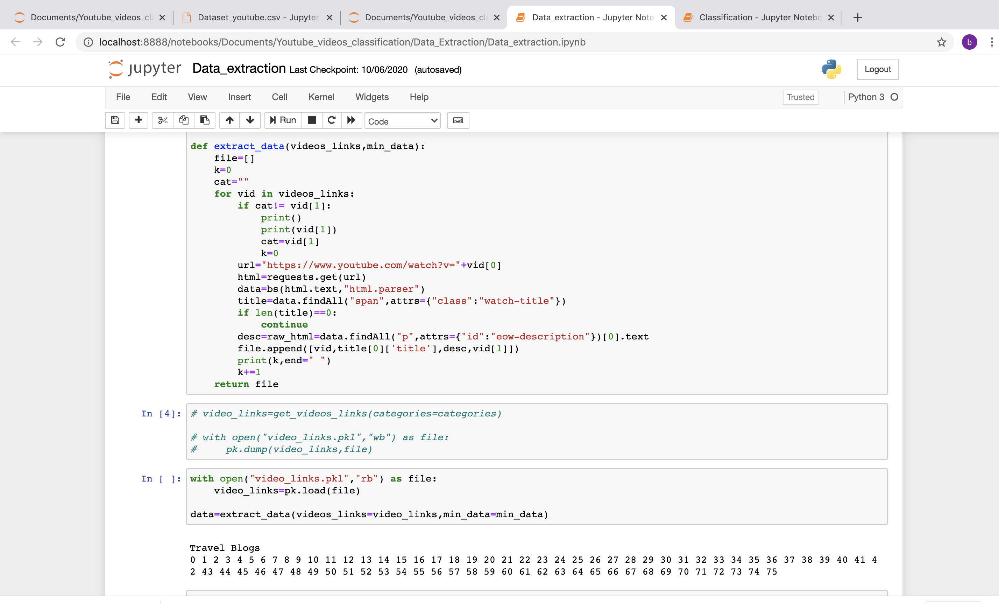 Documents/Youtube_videos_cl
Dataset_youtube.csv - Jupyter
Documents/Youtube_videos_cl
Data_extraction - Jupyter Note
Classification - Jupyter Notebo
localhost:8888/notebooks/Documents/Youtube_videos_classification/Data_Extraction/Data_extraction.ipynb
b
jupyter Data_extraction Last Checkpoint: 10/06/2020 (autosaved)
Logout
File Edit View Insert Cell Kernel Widgets Help
Trusted
Python 3
Run
Code
def extract_data(videos_links,min_data):
    file=[]
    k=0
    cat=""
    for vid in videos_links:
        if cat!= vid[1]:
            print()
            print(vid[1])
            cat=vid[1]
            k=0
        url="https://www.youtube.com/watch?v="+vid[0]
        html=requests.get(url)
        data=bs(html.text,"html.parser")
        title=data.findAll("span",attrs={"class":"watch-title"})
        if len(title)==0:
            continue
        desc=raw_html=data.findAll("p",attrs={"id":"eow-description"})[0].text
        file.append([vid,title[0]['title'],desc,vid[1]])
        print(k,end=" ")
        k+=1
    return file
In [4]: # video_links=get_videos_links(categories=categories)
# with open("video_links.pkl","wb") as file:
#     pk.dump(video_links,file)
In [ ]: with open("video_links.pkl","rb") as file:
    video_links=pk.load(file)
data=extract_data(videos_links=video_links,min_data=min_data)
Travel Blogs
0 1 2 3 4 5 6 7 8 9 10 11 12 13 14 15 16 17 18 19 20 21 22 23 24 25 26 27 28 29 30 31 32 33 34 35 36 37 38 39 40 41 4
2 43 44 45 46 47 48 49 50 51 52 53 54 55 56 57 58 59 60 61 62 63 64 65 66 67 68 69 70 71 72 73 74 75